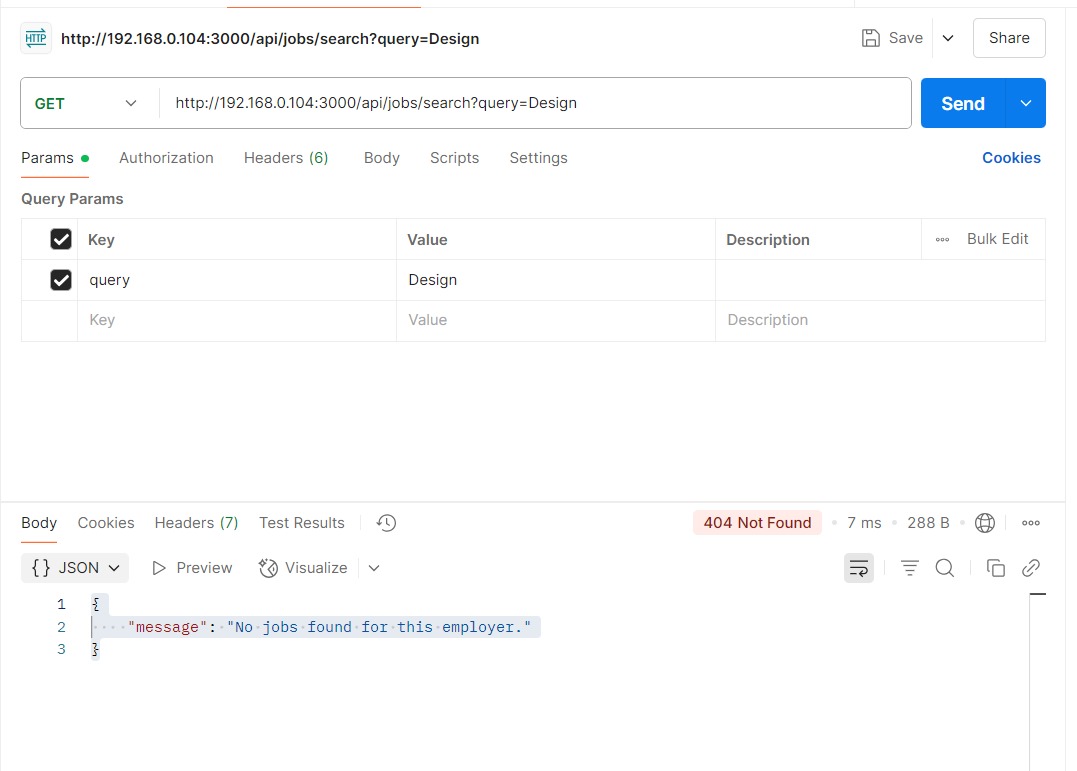 HTTP http://192.168.0.104:3000/api/jobs/search?query=Design Save Share
GET http://192.168.0.104:3000/api/jobs/search?query=Design Send
Params Authorization Headers (6) Body Scripts Settings Cookies
Query Params
Key Value Description Bulk Edit
query Design
Key Value Description
Body Cookies Headers (7) Test Results 404 Not Found 7 ms 288 B
{} JSON Preview Visualize
1 {
2 "message": "No jobs found for this employer."
3 }